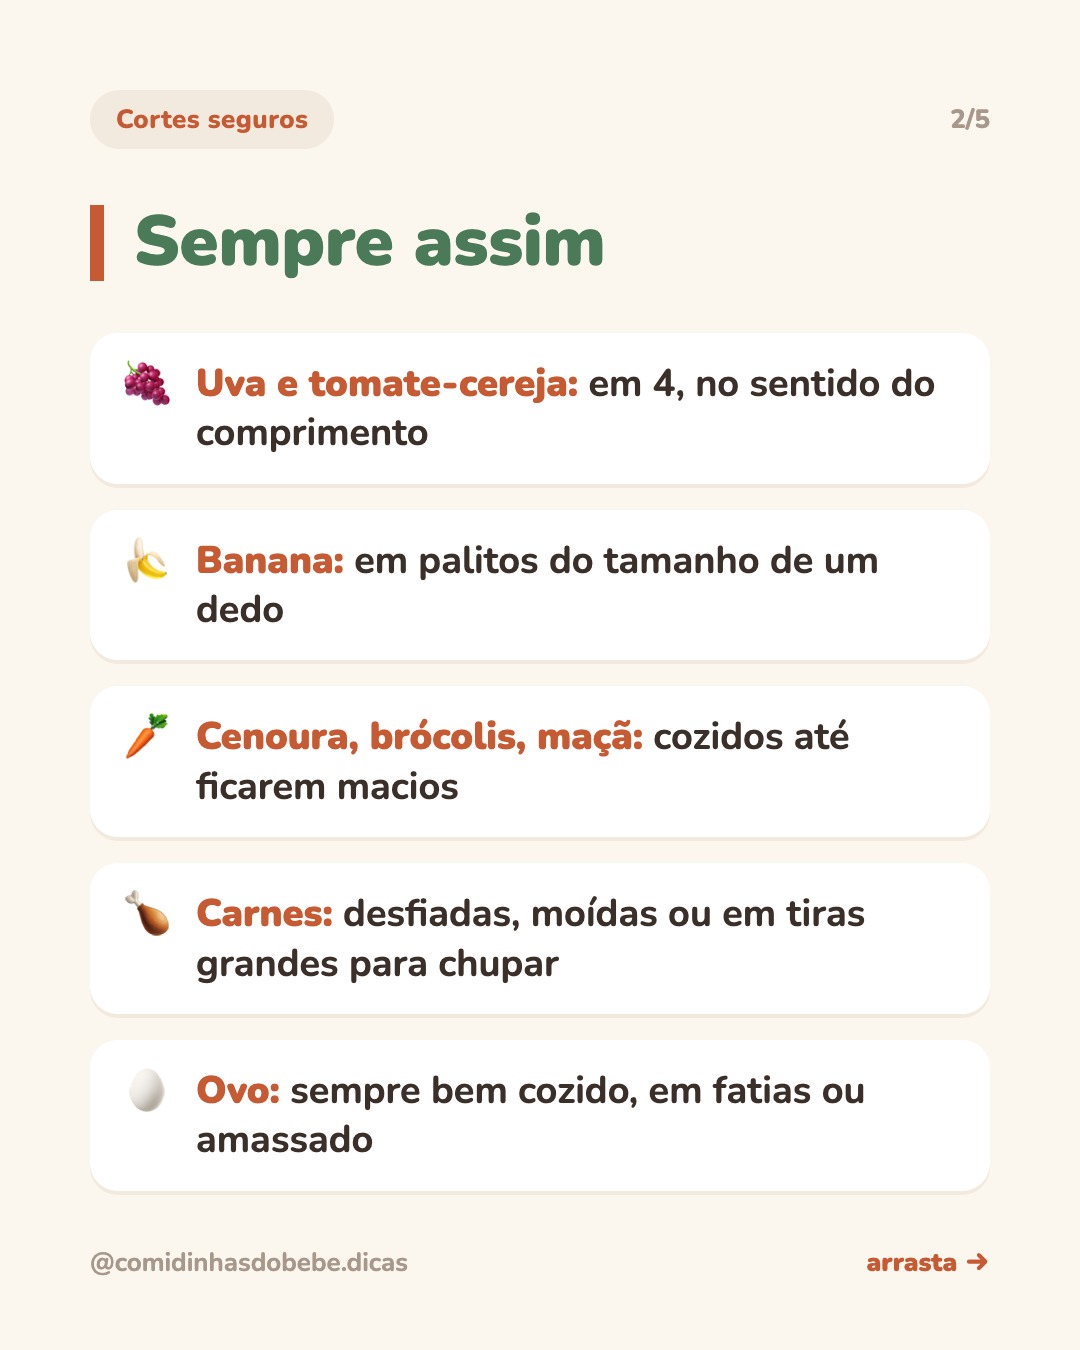 Cortes seguros
2/5
Sempre assim
Uva e tomate-cereja: em 4, no sentido do
comprimento
Banana: em palitos do tamanho de um
dedo
Cenoura, brócolis, maçã: cozidos até
ficarem macios
Carnes: desfiadas, moídas ou em tiras
grandes para chupar
Ovo: sempre bem cozido, em fatias ou
amassado
@comidinhasdobebe.dicas
arrasta →